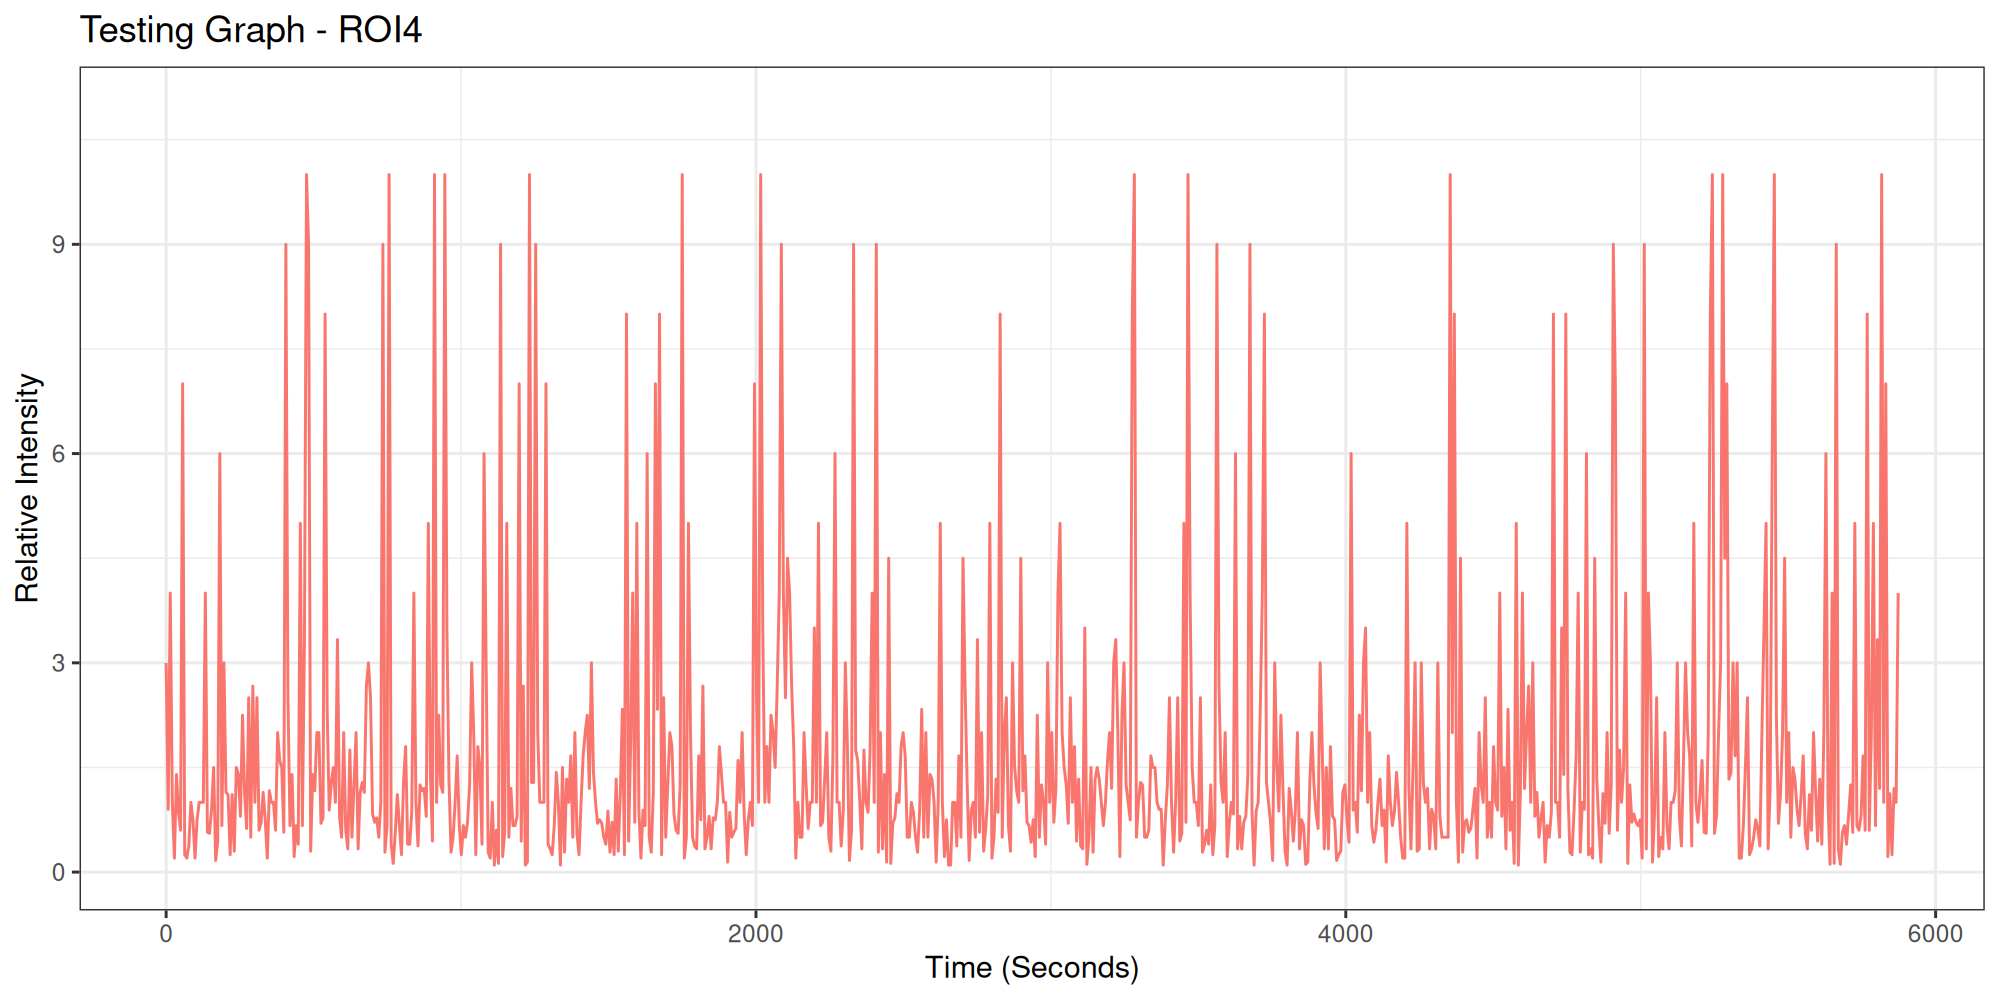 Testing Graph - ROI4
Relative Intensity
9
6
3
0
0 2000 4000 6000
Time (Seconds)